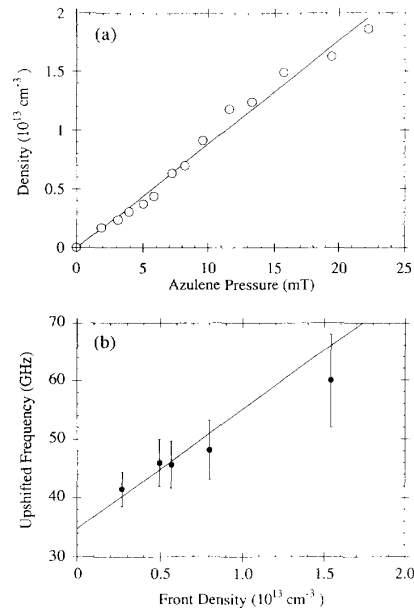 (a)
Density (10¹³ cm⁻³)
2
1.5
1
0.5
0
0 5 10 15 20 25
Azulene Pressure (mT)
(b)
Upshifted Frequency (GHz)
70
60
50
40
30
0 0.5 1.0 1.5 2.0
Front Density (10¹³ cm⁻³)